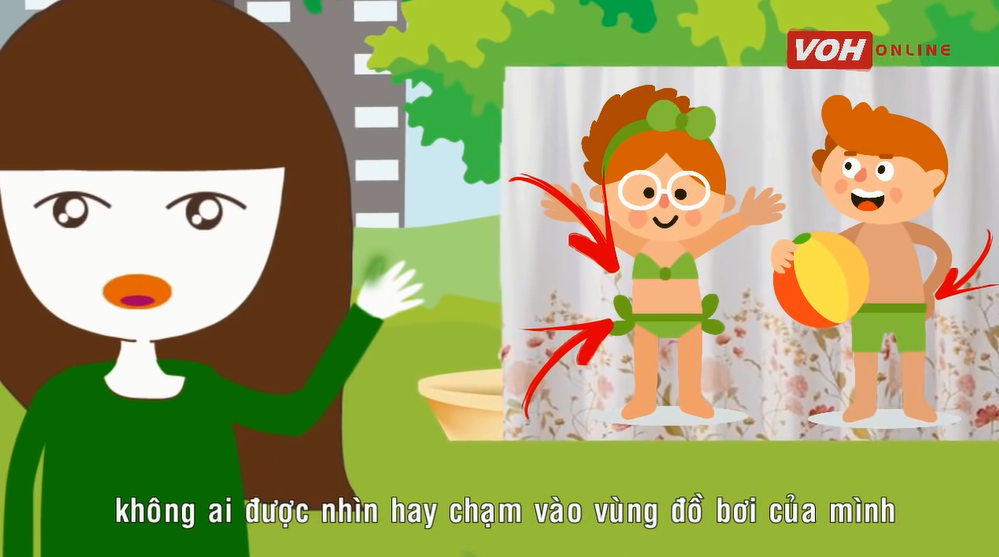 VOH ONLINE
không ai được nhìn hay chạm vào vùng đồ bơi của mình